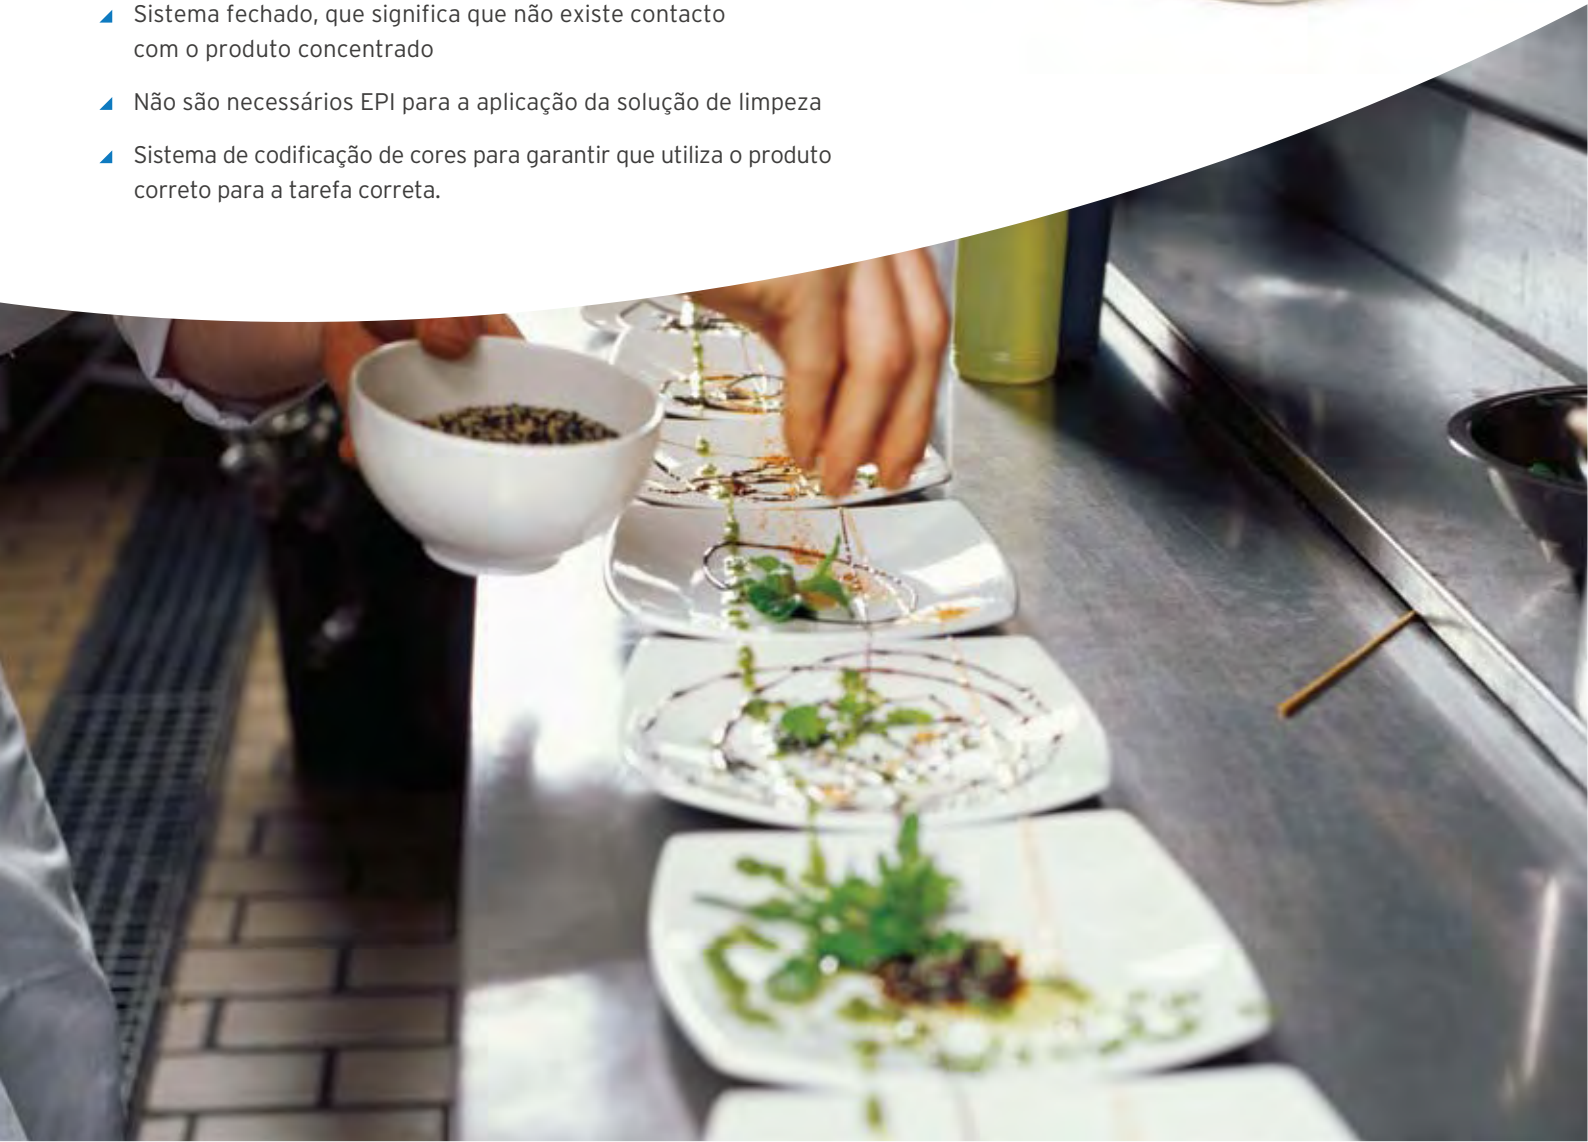 Sistema fechado, que significa que não existe contacto
com o produto concentrado
Não são necessários EPI para a aplicação da solução de limpeza
Sistema de codificação de cores para garantir que utiliza o produto
correto para a tarefa correta.